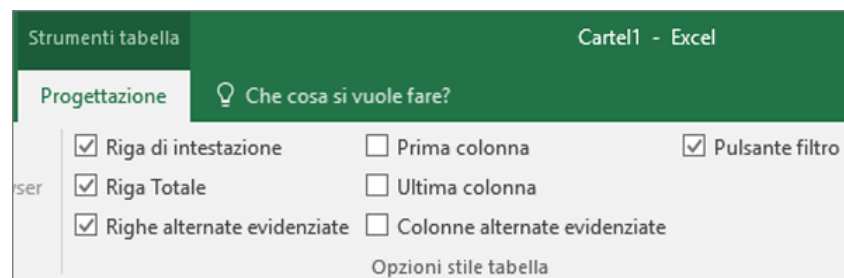 Strumenti tabella
Cartel1 - Excel
Progettazione
Che cosa si vuole fare?
Riga di intestazione
Prima colonna
Pulsante filtro
Riga Totale
Ultima colonna
Righe alternate evidenziate
Colonne alternate evidenziate
Opzioni stile tabella